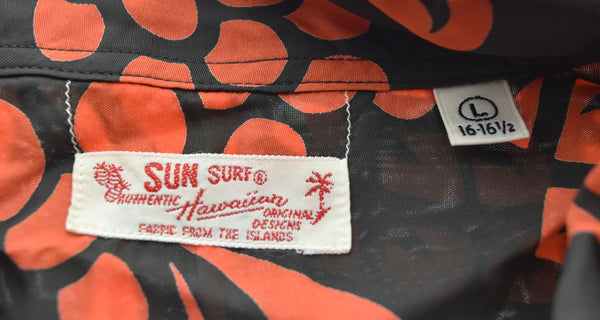 SUN SURF®
AUTHENTIC Hawaiian ORIGINAL
DESIGNS
FABRIC FROM THE ISLANDS
L
16-16½